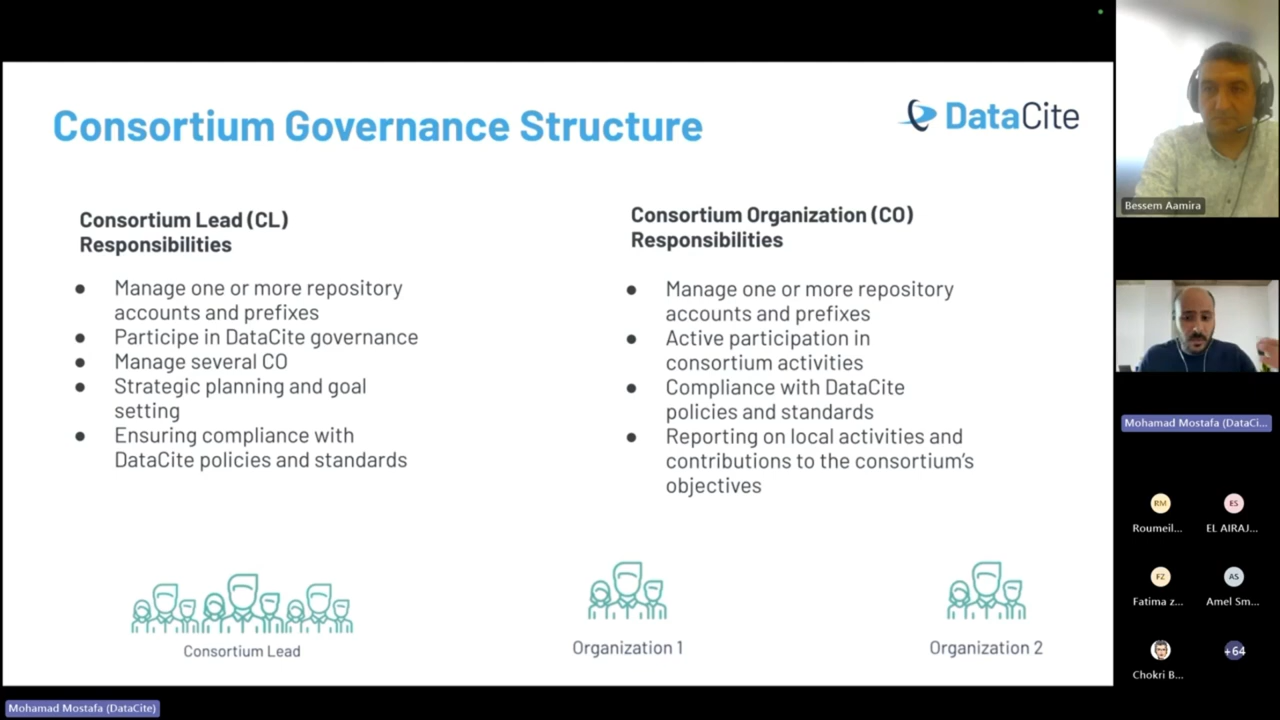 Consortium Governance Structure
DataCite
Consortium Lead (CL)
Responsibilities
● Manage one or more repository
accounts and prefixes
● Participe in DataCite governance
● Manage several CO
● Strategic planning and goal
setting
● Ensuring compliance with
DataCite policies and standards
Consortium Organization (CO)
Responsibilities
● Manage one or more repository
accounts and prefixes
● Active participation in
consortium activities
● Compliance with DataCite
policies and standards
● Reporting on local activities and
contributions to the consortium's
objectives
Consortium Lead
Organization 1
Organization 2
Mohamad Mostafa (DataCite)
Bessem Aamira
Mohamad Mostafa (DataCi...
RM
Roumeil...
ES
EL AIRAJ...
FZ
Fatima z...
AS
Amel Sm...
Chokri B...
+64